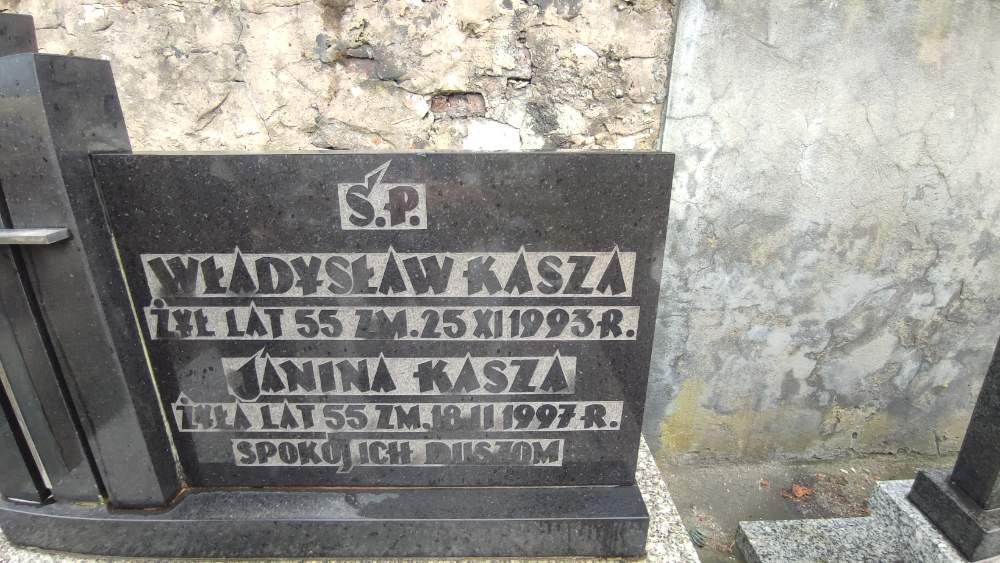 Ś.P.
WŁADYSŁAW KASZA
ŻYŁ LAT 55 ZM. 25 XI 1993 R.
JANINA KASZA
ŻYŁA LAT 55 ZM. 18 II 1997 R.
SPOKÓJ ICH DUSZOM